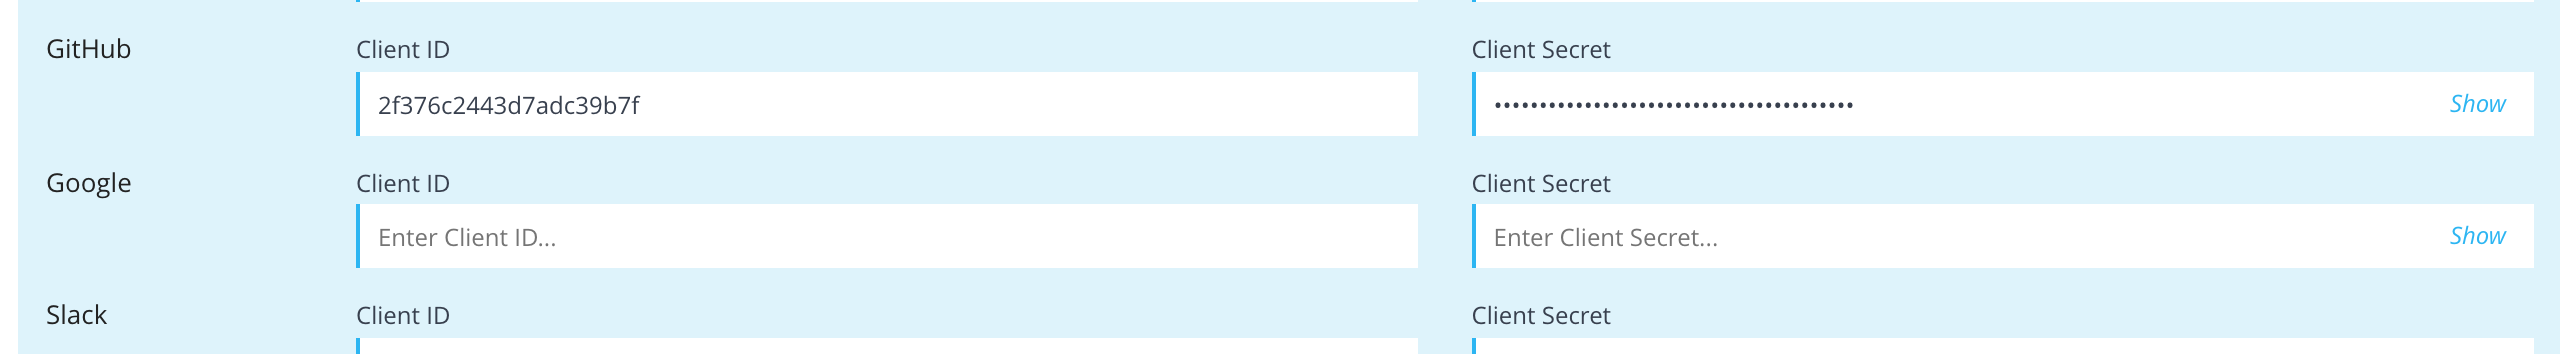 GitHub Client ID Client Secret
2f376c2443d7adc39b7f •••••••••••••••••••••••••••••••••••••••• Show
Google Client ID Client Secret
Enter Client ID... Enter Client Secret... Show
Slack Client ID Client Secret